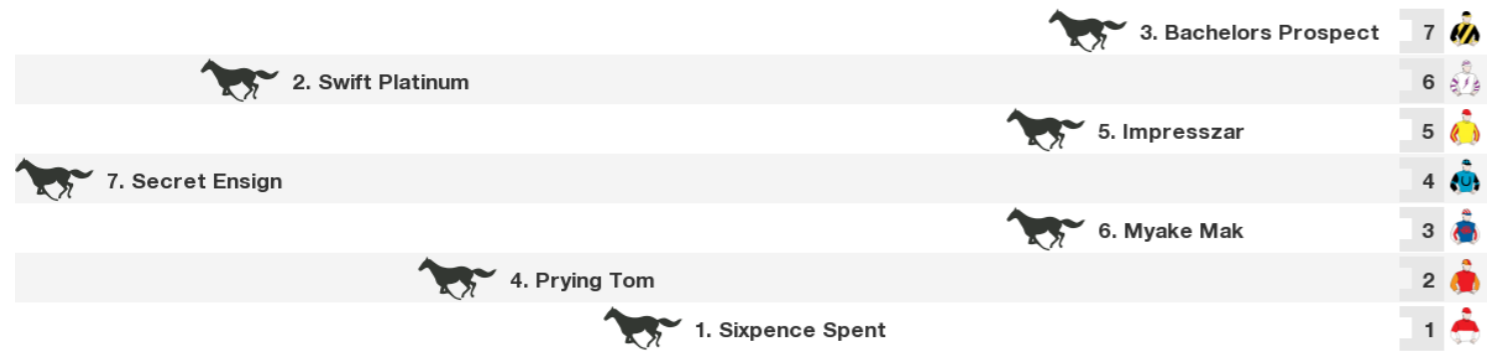 3. Bachelors Prospect 7
2. Swift Platinum 6
5. Impresszar 5
7. Secret Ensign 4
6. Myake Mak 3
4. Prying Tom 2
1. Sixpence Spent 1